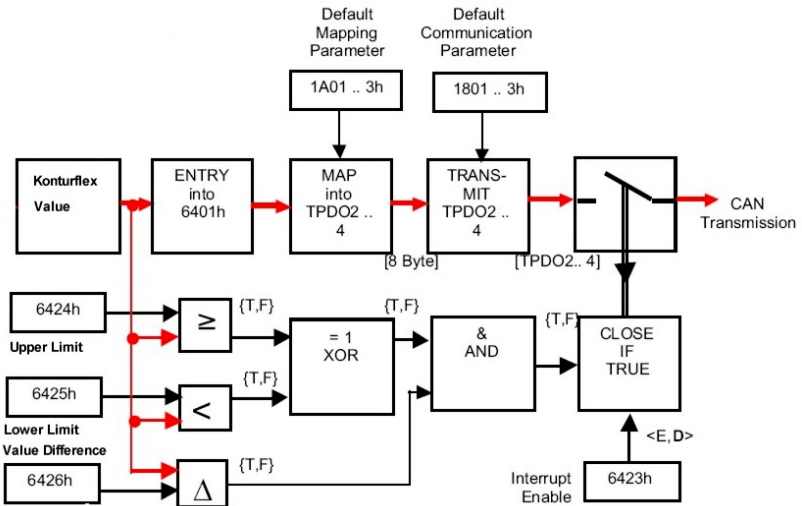 Default
Mapping
Parameter
Default
Communication
Parameter
1A01 .. 3h
1801 .. 3h
Konturflex
Value
ENTRY
into
6401h
MAP
into
TPDO2 ..
4
TRANS-
MIT
TPDO2 ..
4
CAN
Transmission
[8 Byte]
[TPDO2.. 4]
6424h
Upper Limit
≥
{T,F}
= 1
XOR
{T,F}
&
AND
{T,F}
CLOSE
IF
TRUE
6425h
Lower Limit
<
{T,F}
Value Difference
6426h
Δ
{T,F}
<E,D>
Interrupt
Enable
6423h